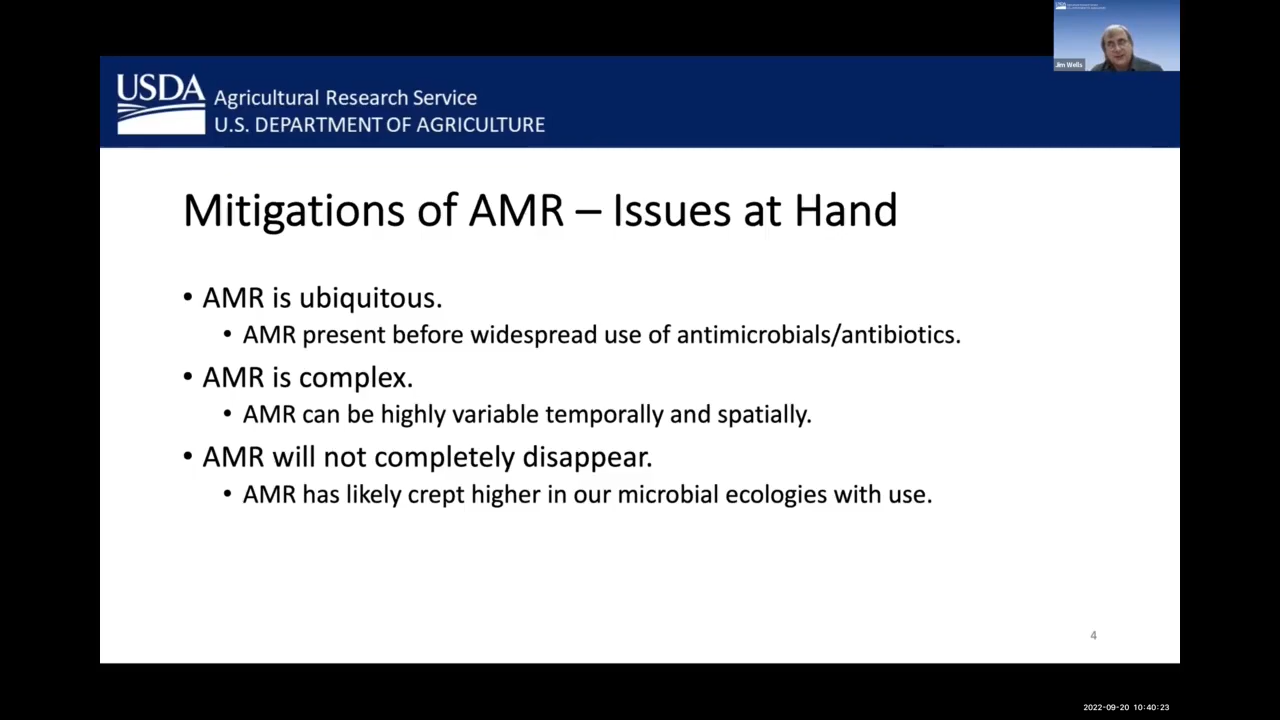 Jim Wells
USDA
Agricultural Research Service
U.S. DEPARTMENT OF AGRICULTURE
Mitigations of AMR – Issues at Hand
• AMR is ubiquitous.
• AMR present before widespread use of antimicrobials/antibiotics.
• AMR is complex.
• AMR can be highly variable temporally and spatially.
• AMR will not completely disappear.
• AMR has likely crept higher in our microbial ecologies with use.
4
2022-09-20 10:40:23